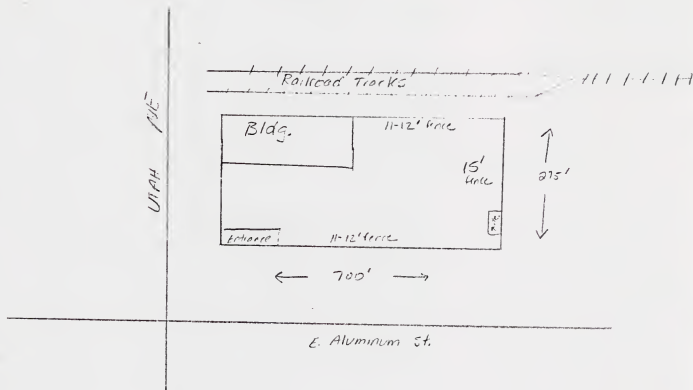 Railroad Tracks
UTAH AVE
Bldg.
11-12' fence
15'
fence
275'
Entrance
11-12' fence
700'
E. Aluminum St.